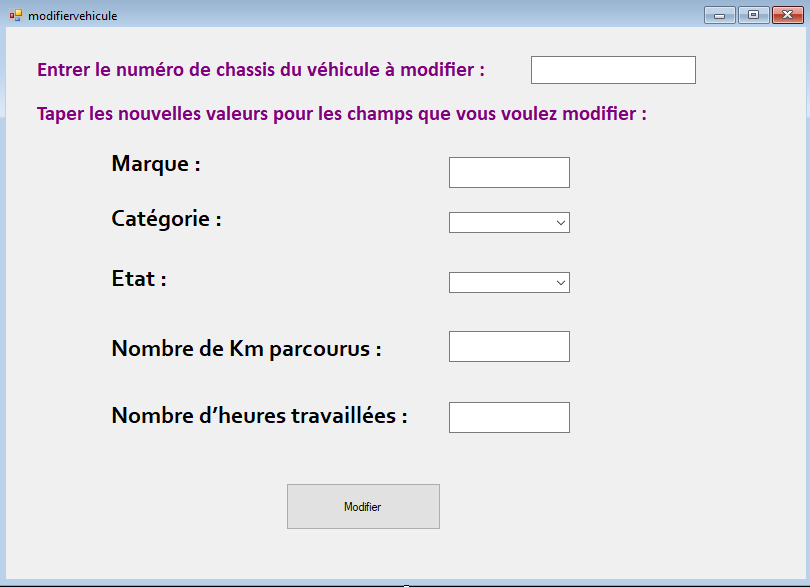 modifiervehicule
Entrer le numéro de chassis du véhicule à modifier :
Taper les nouvelles valeurs pour les champs que vous voulez modifier :
Marque :
Catégorie :
Etat :
Nombre de Km parcourus :
Nombre d’heures travaillées :
Modifier